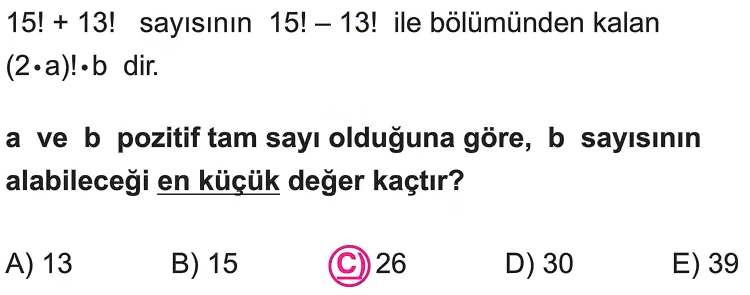 15! + 13! sayısının 15! – 13! ile bölümünden kalan
(2•a)!•b dir.
a ve b pozitif tam sayı olduğuna göre, b sayısının
alabileceği en küçük değer kaçtır?
A) 13 B) 15 C) 26 D) 30 E) 39